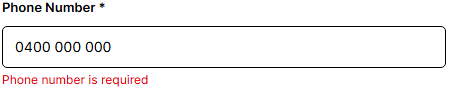 Phone Number *
0400 000 000
Phone number is required